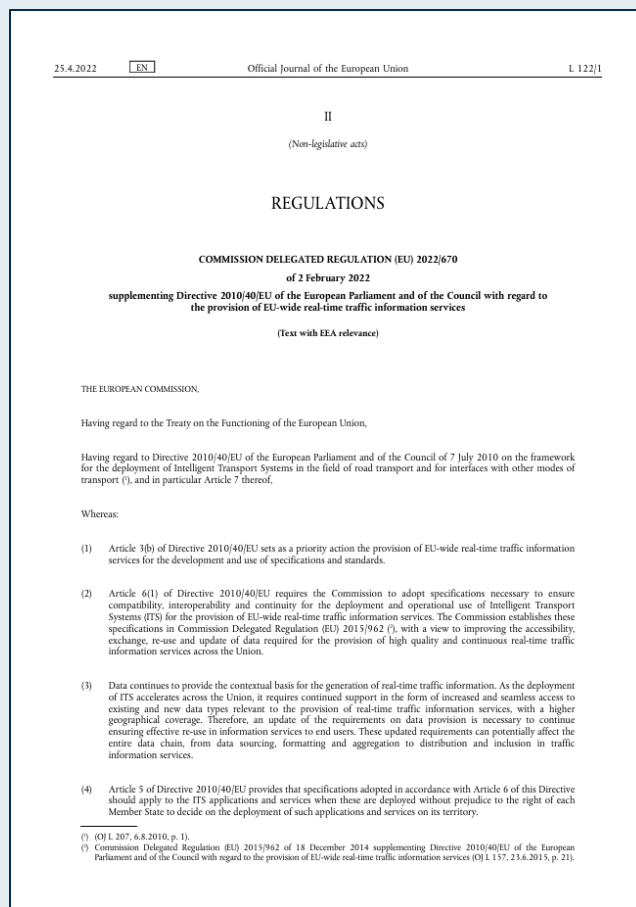 25.4.2022 EN Official Journal of the European Union L 122/1
II
(Non-legislative acts)
REGULATIONS
COMMISSION DELEGATED REGULATION (EU) 2022/670
of 2 February 2022
supplementing Directive 2010/40/EU of the European Parliament and of the Council with regard to
the provision of EU-wide real-time traffic information services
(Text with EEA relevance)
THE EUROPEAN COMMISSION,
Having regard to the Treaty on the Functioning of the European Union,
Having regard to Directive 2010/40/EU of the European Parliament and of the Council of 7 July 2010 on the framework
for the deployment of Intelligent Transport Systems in the field of road transport and for interfaces with other modes of
transport (¹), and in particular Article 7 thereof,
Whereas:
(1) Article 3(b) of Directive 2010/40/EU sets as a priority action the provision of EU-wide real-time traffic information
services for the development and use of specifications and standards.
(2) Article 6(1) of Directive 2010/40/EU requires the Commission to adopt specifications necessary to ensure
compatibility, interoperability and continuity for the deployment and operational use of Intelligent Transport
Systems (ITS) for the provision of EU-wide real-time traffic information services. The Commission establishes these
specifications in Commission Delegated Regulation (EU) 2015/962 (²), with a view to improving the accessibility,
exchange, re-use and update of data required for the provision of high quality and continuous real-time traffic
information services across the Union.
(3) Data continues to provide the contextual basis for the generation of real-time traffic information. As the deployment
of ITS accelerates across the Union, it requires continued support in the form of increased and seamless access to
existing and new data types relevant to the provision of real-time traffic information services, with a higher
geographical coverage. Therefore, an update of the requirements on data provision is necessary to continue
ensuring effective re-use in information services to end users. These updated requirements can potentially affect the
entire data chain, from data sourcing, formatting and aggregation to distribution and inclusion in traffic
information services.
(4) Article 5 of Directive 2010/40/EU provides that specifications adopted in accordance with Article 6 of this Directive
should apply to the ITS applications and services when these are deployed without prejudice to the right of each
Member State to decide on the deployment of such applications and services on its territory.
(¹) (OJ L 207, 6.8.2010, p. 1).
(²) Commission Delegated Regulation (EU) 2015/962 of 18 December 2014 supplementing Directive 2010/40/EU of the European
Parliament and of the Council with regard to the provision of EU-wide real-time traffic information services (OJ L 157, 23.6.2015, p. 21).